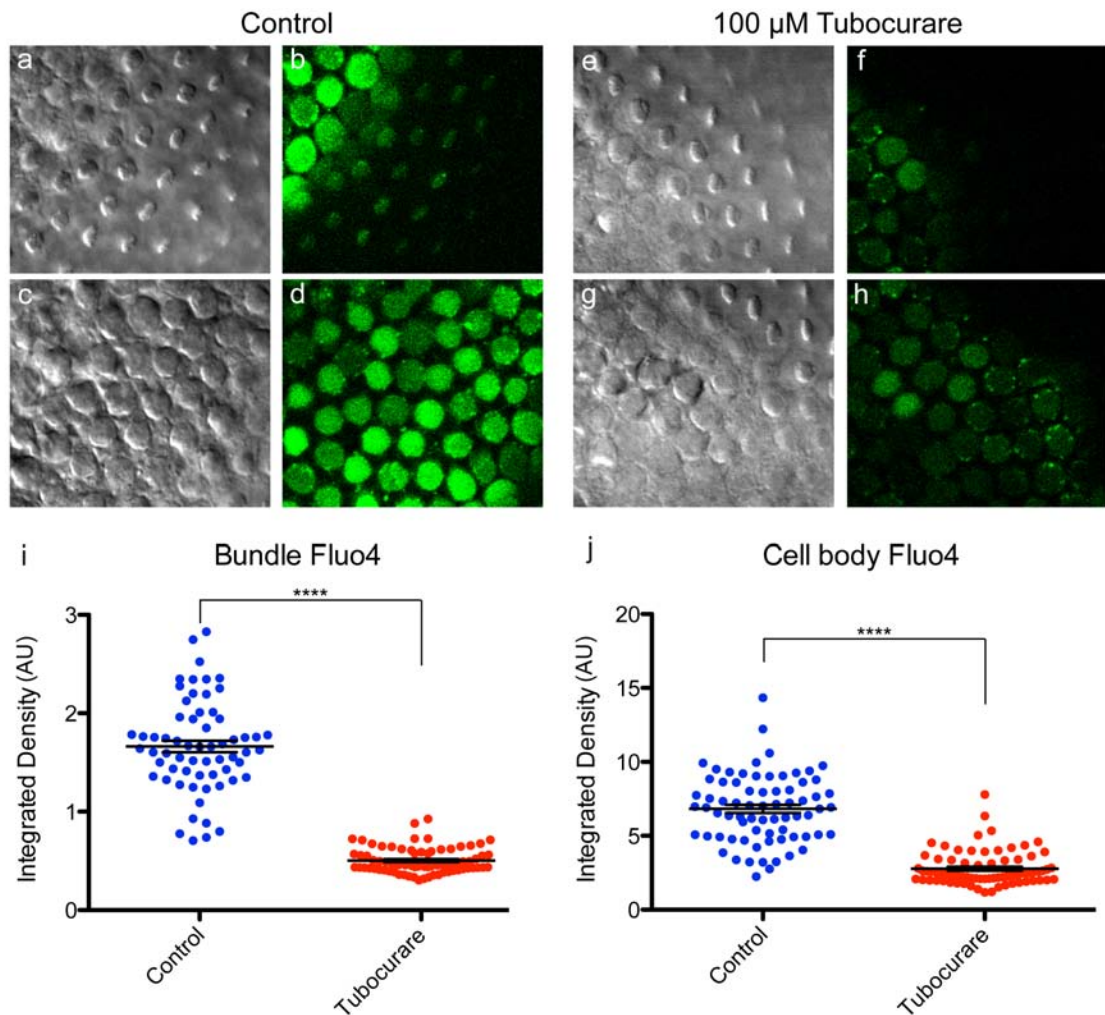 Control
100 µM Tubocurare
a
b
e
f
c
d
g
h
i
Bundle Fluo4
j
Cell body Fluo4
****
****
3
2
1
0
Integrated Density (AU)
Control
Tubocurare
20
15
10
5
0
Integrated Density (AU)
Control
Tubocurare